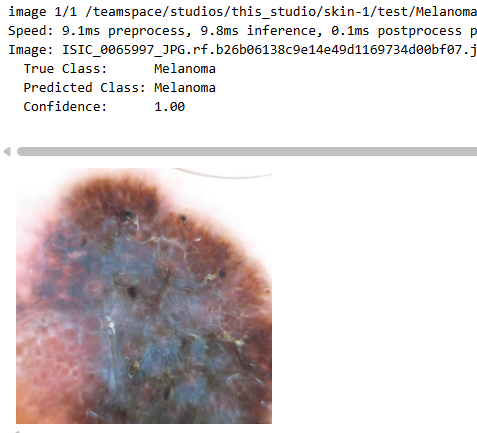 image 1/1 /teamspace/studios/this_studio/skin-1/test/Melanoma
Speed: 9.1ms preprocess, 9.8ms inference, 0.1ms postprocess p
Image: ISIC_0065997_JPG.rf.b26b06138c9e14e49d1169734d00bf07.j
True Class: Melanoma
Predicted Class: Melanoma
Confidence: 1.00